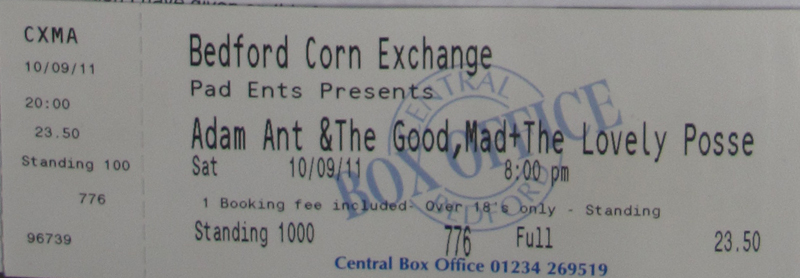 CXMA
10/09/11
20:00
23.50
Standing 100
776
96739
Bedford Corn Exchange
Pad Ents Presents
Adam Ant &The Good,Mad+The Lovely Posse
Sat 10/09/11 8:00 pm
1 Booking fee included- Over 18's only - Standing
Standing 1000 776 Full 23.50
CENTRAL
BOX OFFICE
BEDFORD
Central Box Office 01234 269519